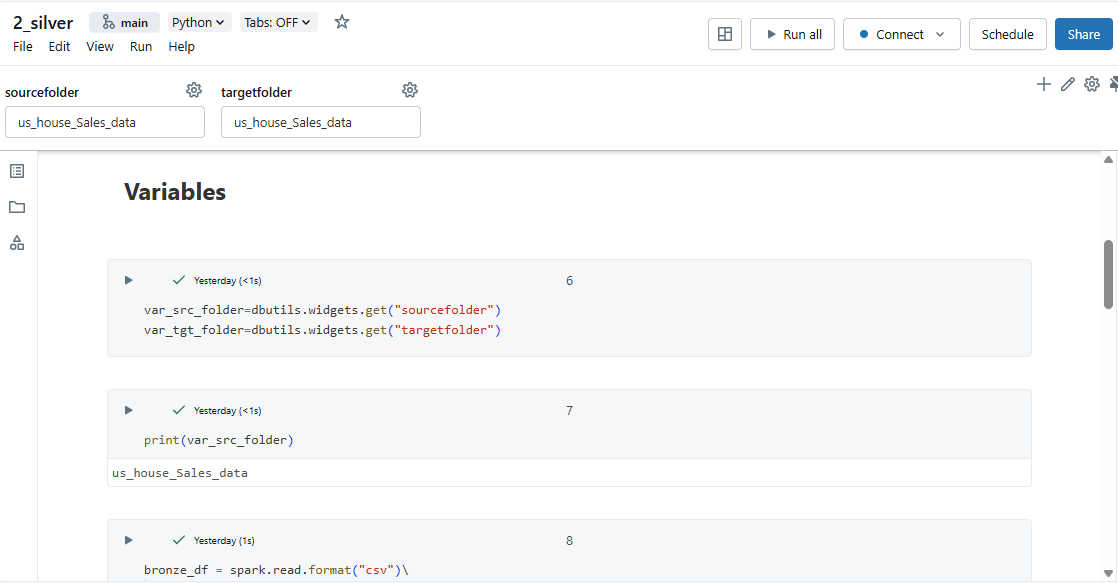 2_silver main Python Tabs: OFF
File Edit View Run Help
Run all Connect Schedule Share
sourcefolder targetfolder
us_house_Sales_data us_house_Sales_data
Variables
Yesterday (<1s) 6
var_src_folder=dbutils.widgets.get("sourcefolder")
var_tgt_folder=dbutils.widgets.get("targetfolder")
Yesterday (<1s) 7
print(var_src_folder)
us_house_Sales_data
Yesterday (1s) 8
bronze_df = spark.read.format("csv")\